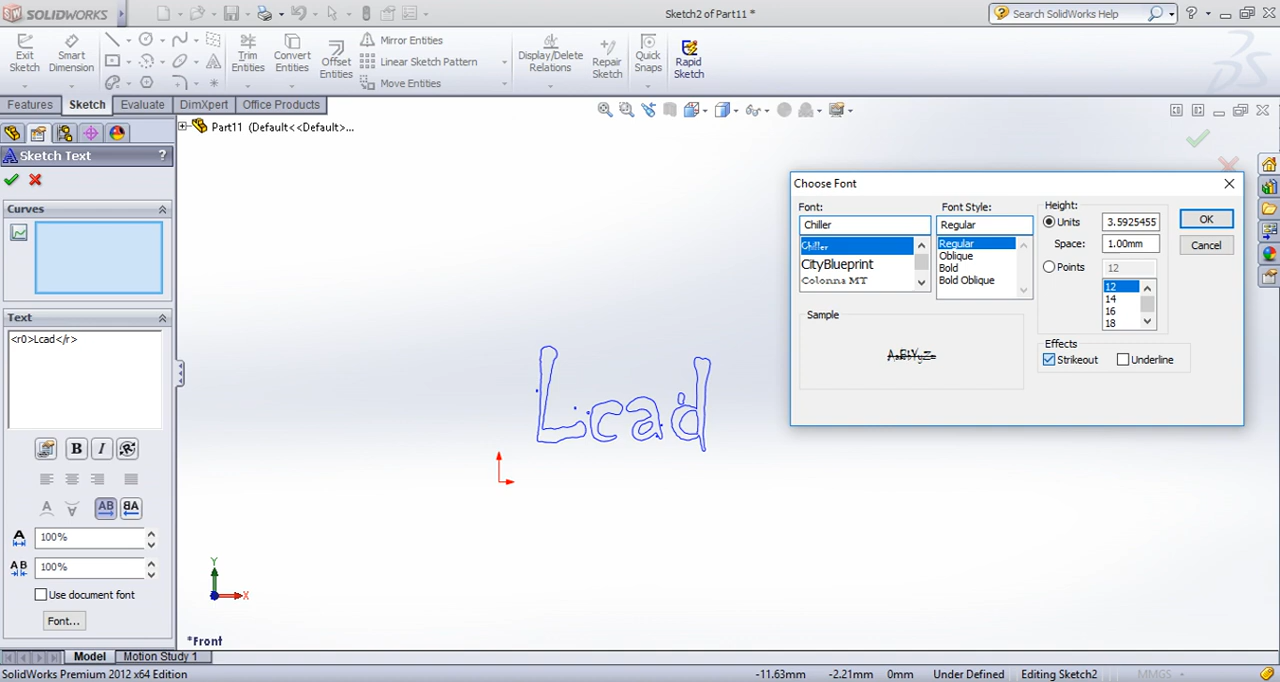 SOLIDWORKS
Sketch2 of Part11 *
Search SolidWorks Help
Exit Sketch
Smart Dimension
Trim Entities
Convert Entities
Offset Entities
Mirror Entities
Linear Sketch Pattern
Move Entities
Display/Delete Relations
Repair Sketch
Quick Snaps
Rapid Sketch
Features Sketch Evaluate DimXpert Office Products
Part11 (Default<<Default>...
Sketch Text ?
Curves
Text
<r0>Lcad</r>
B I
AB
100%
AB
100%
Use document font
Font...
Lcad
Y
X
*Front
Choose Font
Font:
Chiller
Chiller
CityBlueprint
Colonna MT
Font Style:
Regular
Regular
Oblique
Bold
Bold Oblique
Height:
Units 3.5925455
Space: 1.00mm
Points 12
12
14
16
18
OK
Cancel
Sample
AaBbYyZz
Effects
Strikeout Underline
Model Motion Study 1
SolidWorks Premium 2012 x64 Edition
-11.63mm -2.21mm 0mm Under Defined Editing Sketch2 MMGS